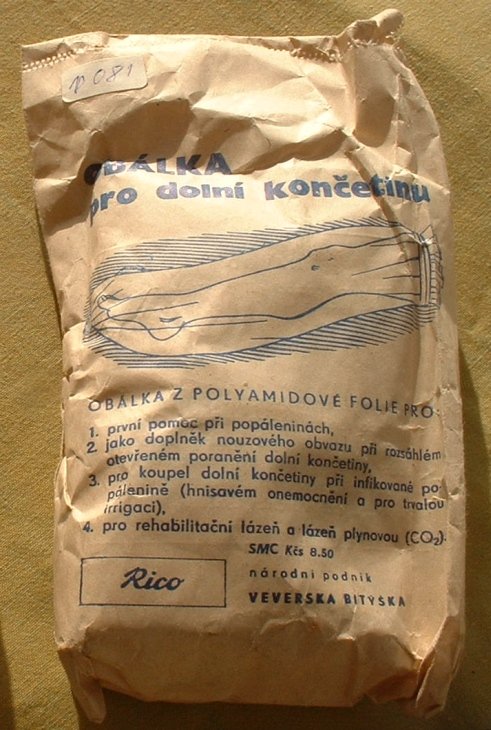 p 081
OBÁLKA
pro dolní končetinu
OBÁLKA Z POLYAMIDOVÉ FOLIE PRO:
1. první pomoc při popáleninách,
2. jako doplněk nouzového obvazu při rozsáhlém
otevřeném poranění dolní končetiny,
3. pro koupel dolní končetiny při infikované po-
pálenině (hnisavém onemocnění a pro trvalou
irrigaci),
4. pro rehabilitační lázeň a lázeň plynovou (CO₂).
SMC Kčs 8.50
Rico
národní podnik
VEVERSKA BITÝŠKA